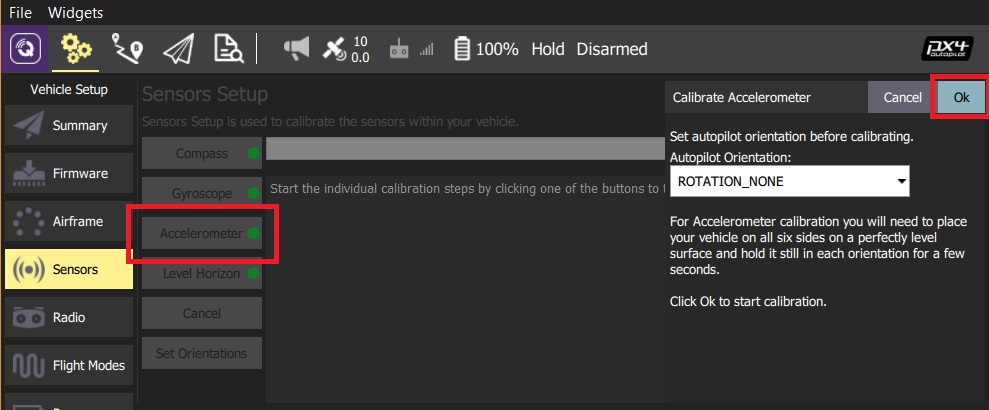 File Widgets
10
0.0
100% Hold Disarmed
px4
autopilot
Vehicle Setup
Summary
Firmware
Airframe
Sensors
Radio
Flight Modes
Sensors Setup
Sensors Setup is used to calibrate the sensors within your vehicle.
Compass
Gyroscope
Accelerometer
Level Horizon
Cancel
Set Orientations
Start the individual calibration steps by clicking one of the buttons to
Calibrate Accelerometer
Cancel
Ok
Set autopilot orientation before calibrating.
Autopilot Orientation:
ROTATION_NONE
For Accelerometer calibration you will need to place
your vehicle on all six sides on a perfectly level
surface and hold it still in each orientation for a few
seconds.
Click Ok to start calibration.